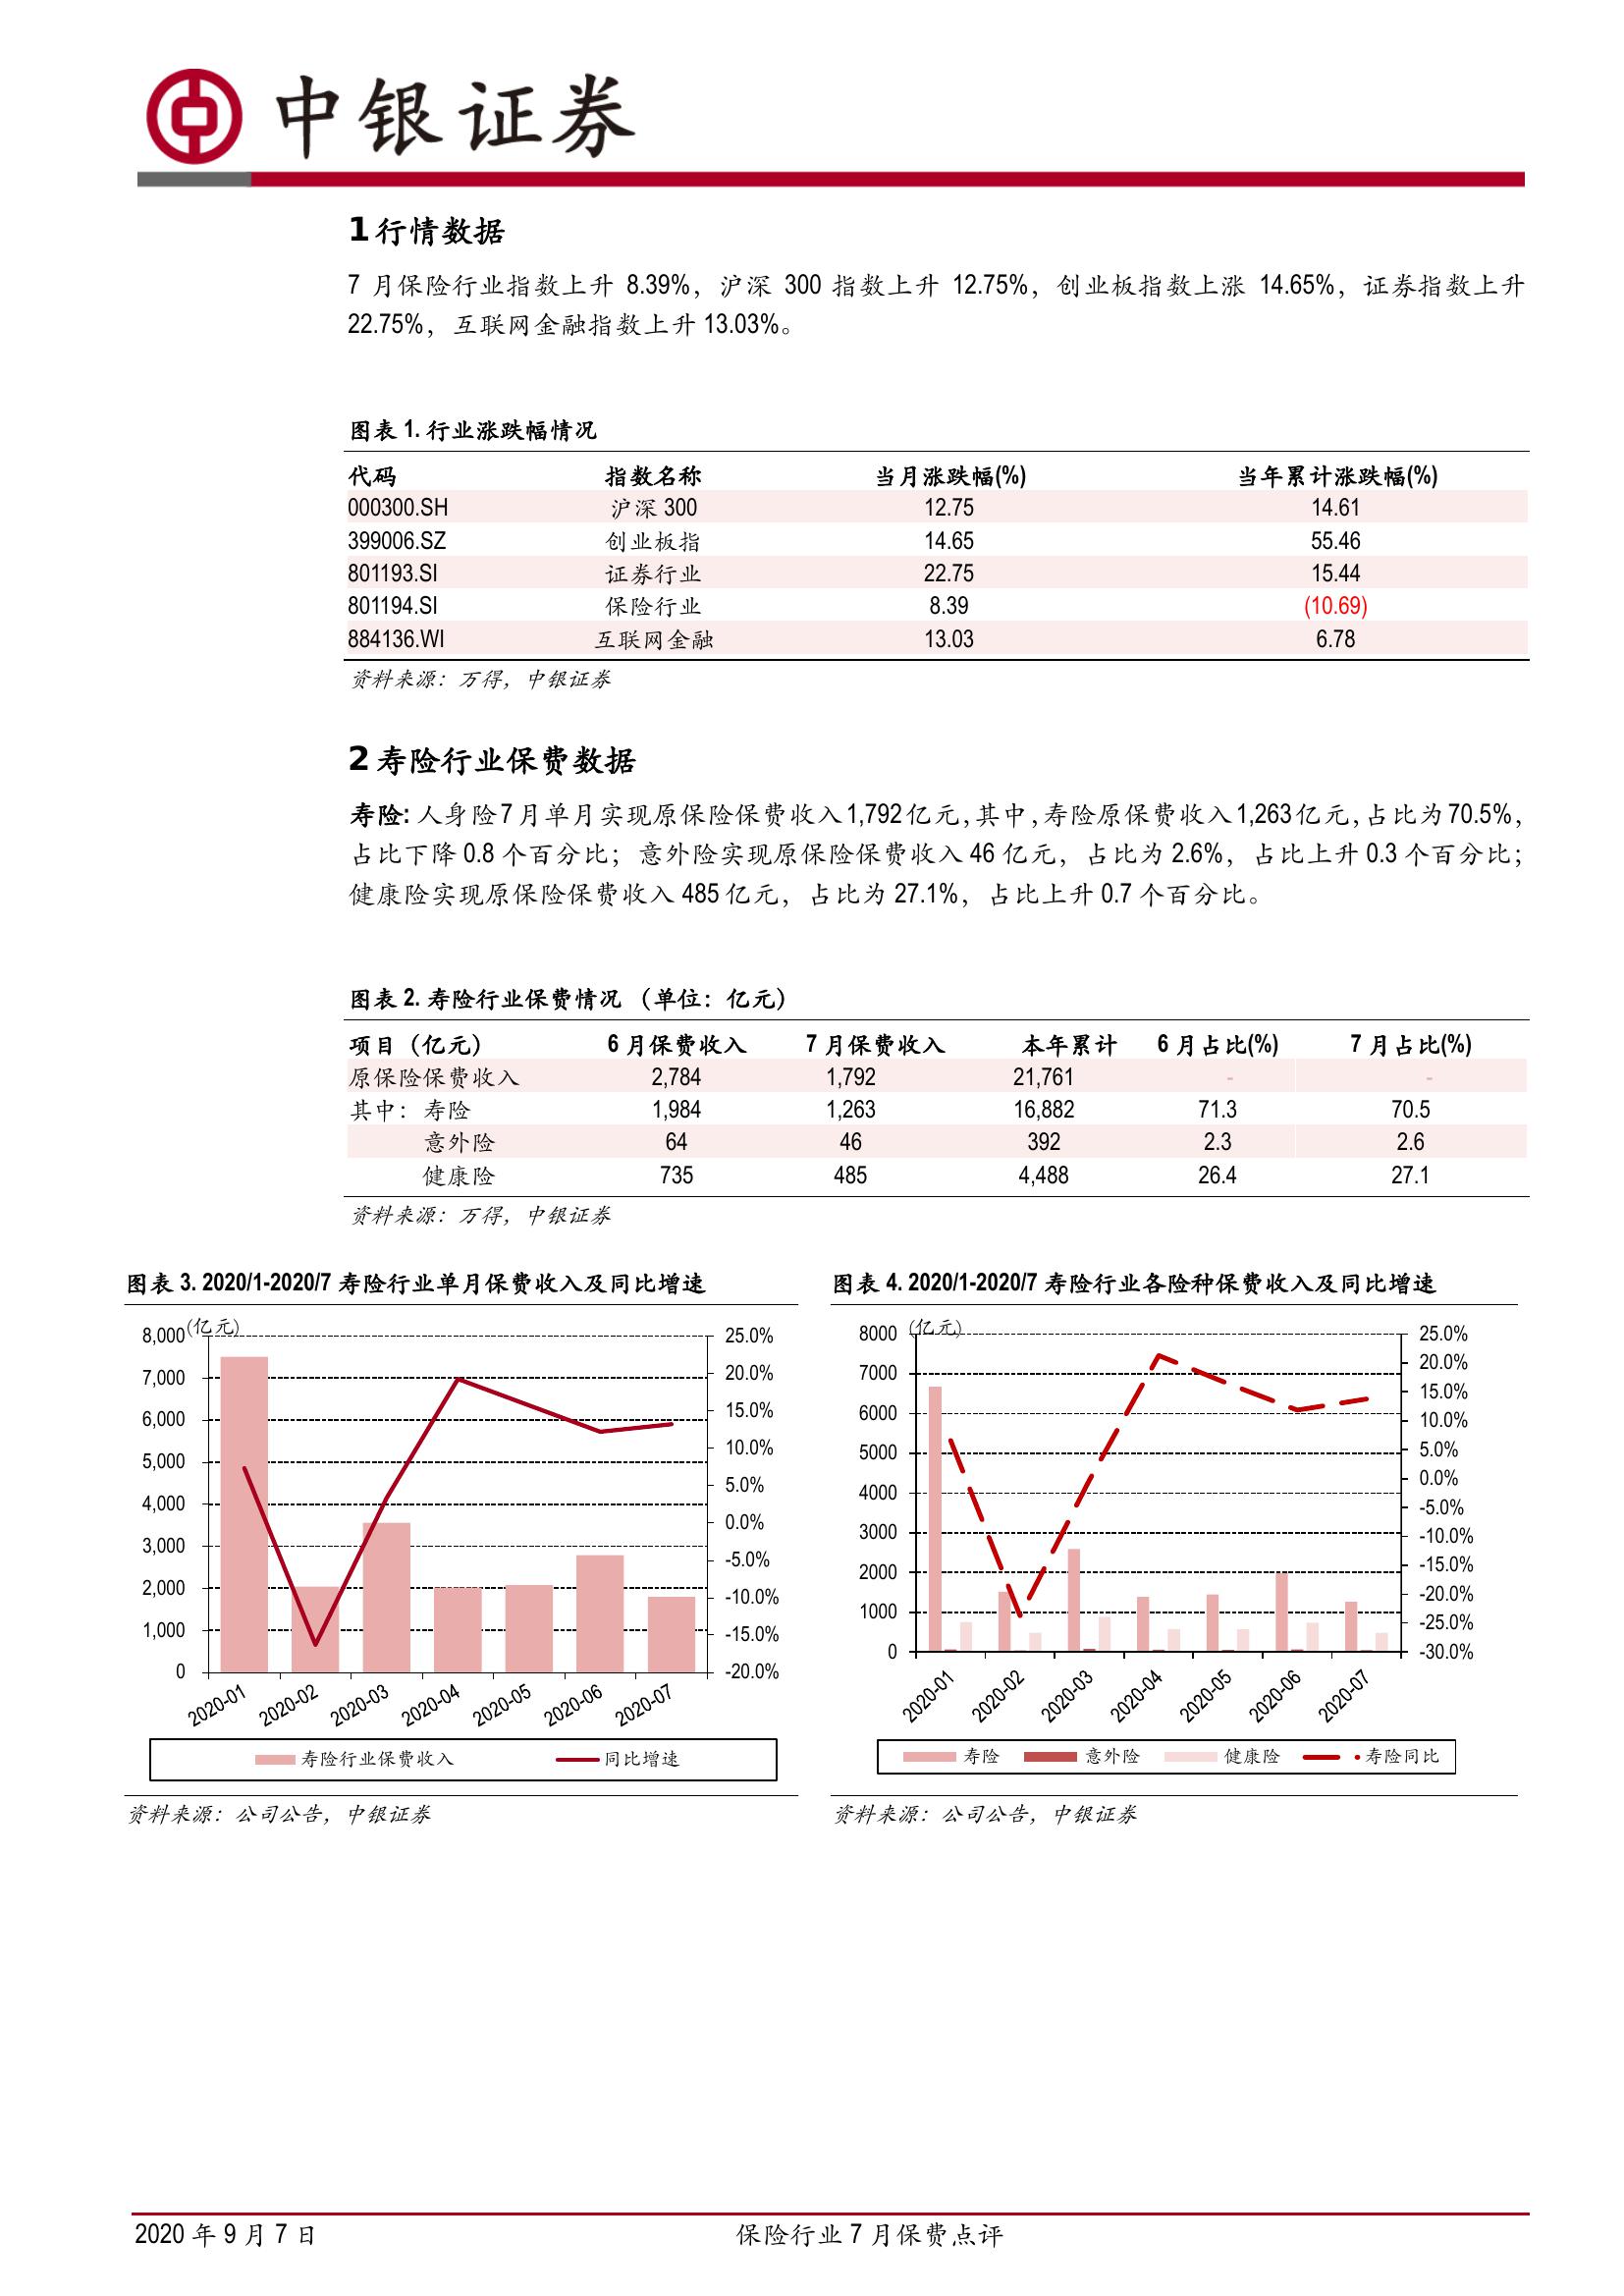 中银证券
1 行情数据
7 月保险行业指数上升 8.39%，沪深 300 指数上升 12.75%，创业板指数上涨 14.65%，证券指数上升
22.75%，互联网金融指数上升 13.03%。
图表 1. 行业涨跌幅情况
代码 指数名称 当月涨跌幅(%) 当年累计涨跌幅(%)
000300.SH 沪深 300 12.75 14.61
399006.SZ 创业板指 14.65 55.46
801193.SI 证券行业 22.75 15.44
801194.SI 保险行业 8.39 (10.69)
884136.WI 互联网金融 13.03 6.78
资料来源：万得，中银证券
2 寿险行业保费数据
寿险: 人身险 7 月单月实现原保险保费收入 1,792 亿元，其中，寿险原保费收入 1,263 亿元，占比为 70.5%，
占比下降 0.8 个百分比；意外险实现原保险保费收入 46 亿元，占比为 2.6%，占比上升 0.3 个百分比；
健康险实现原保险保费收入 485 亿元，占比为 27.1%，占比上升 0.7 个百分比。
图表 2. 寿险行业保费情况 （单位：亿元）
项目（亿元） 6 月保费收入 7 月保费收入 本年累计 6 月占比(%) 7 月占比(%)
原保险保费收入 2,784 1,792 21,761 - -
其中：寿险 1,984 1,263 16,882 71.3 70.5
意外险 64 46 392 2.3 2.6
健康险 735 485 4,488 26.4 27.1
资料来源：万得，中银证券
图表 3. 2020/1-2020/7 寿险行业单月保费收入及同比增速
(亿元)
8,000 25.0%
7,000 20.0%
6,000 15.0%
5,000 10.0%
4,000 5.0%
3,000 0.0%
2,000 -5.0%
1,000 -10.0%
0 -15.0%
-20.0%
2020-01 2020-02 2020-03 2020-04 2020-05 2020-06 2020-07
寿险行业保费收入 同比增速
资料来源：公司公告，中银证券
图表 4. 2020/1-2020/7 寿险行业各险种保费收入及同比增速
(亿元)
8000 25.0%
7000 20.0%
6000 15.0%
5000 10.0%
4000 5.0%
3000 0.0%
2000 -5.0%
1000 -10.0%
0 -15.0%
-20.0%
-25.0%
-30.0%
2020-01 2020-02 2020-03 2020-04 2020-05 2020-06 2020-07
寿险 意外险 健康险 寿险同比
资料来源：公司公告，中银证券
2020 年 9 月 7 日 保险行业 7 月保费点评